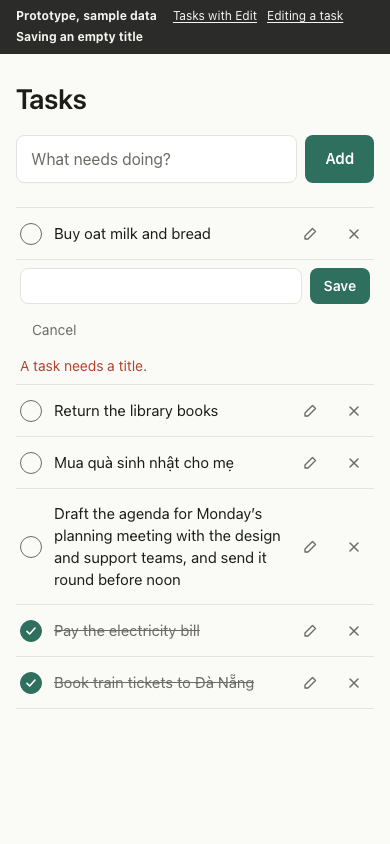 Prototype, sample data Tasks with Edit Editing a task
Saving an empty title
Tasks
What needs doing? Add
Buy oat milk and bread
Save
Cancel
A task needs a title.
Return the library books
Mua quà sinh nhật cho mẹ
Draft the agenda for Monday’s
planning meeting with the design
and support teams, and send it
round before noon
Pay the electricity bill
Book train tickets to Đà Nẵng